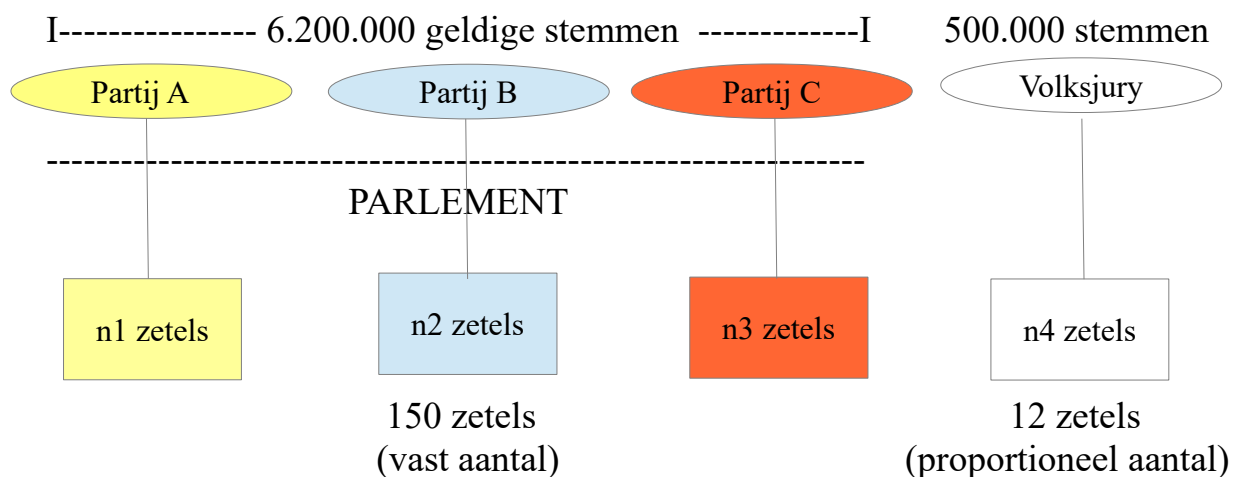 I--------------- 6.200.000 geldige stemmen ------------I 500.000 stemmen
Partij A Partij B Partij C Volksjury
PARLEMENT
n1 zetels n2 zetels n3 zetels n4 zetels
150 zetels 12 zetels
(vast aantal) (proportioneel aantal)